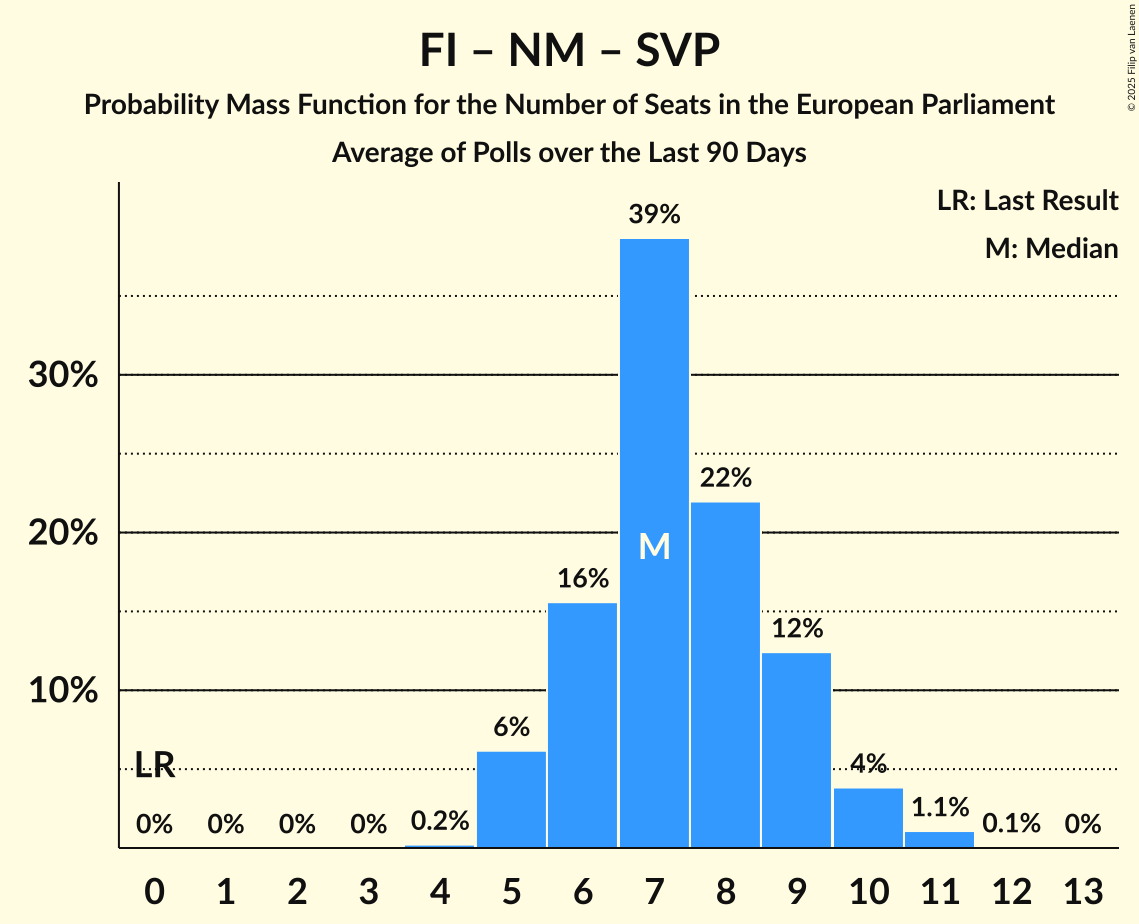 FI – NM – SVP
Probability Mass Function for the Number of Seats in the European Parliament
Average of Polls over the Last 90 Days
© 2025 Filip van Laenen
LR: Last Result
M: Median
39%
30%
22%
20%
M
16%
12%
10%
6%
LR
4%
0% 0% 0% 0% 0.2% 1.1% 0.1% 0%
0 1 2 3 4 5 6 7 8 9 10 11 12 13